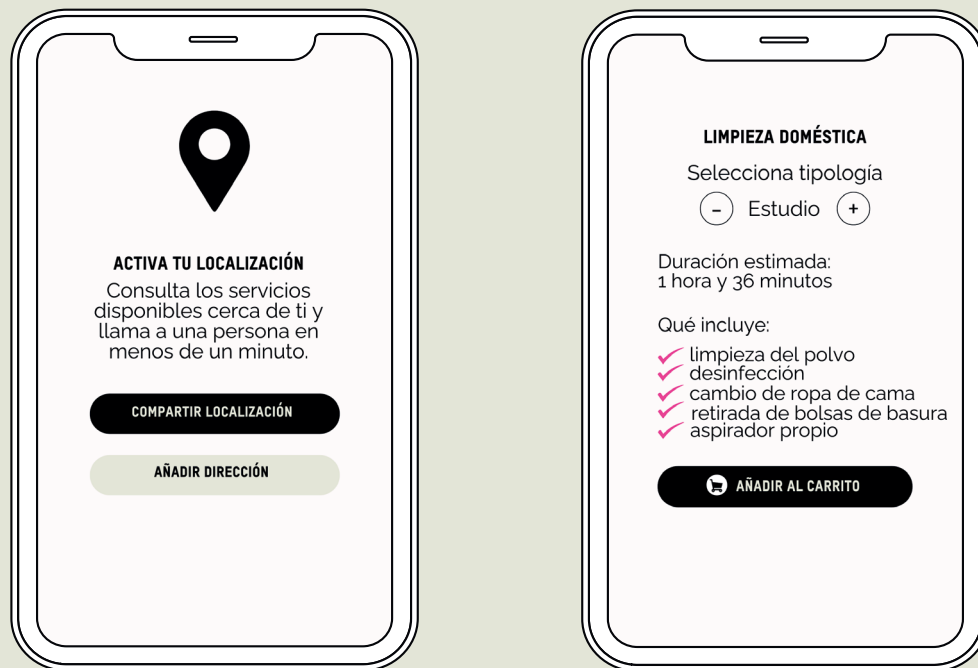 ACTIVA TU LOCALIZACIÓN
Consulta los servicios
disponibles cerca de ti y
llama a una persona en
menos de un minuto.
COMPARTIR LOCALIZACIÓN
AÑADIR DIRECCIÓN
LIMPIEZA DOMÉSTICA
Selecciona tipología
- Estudio +
Duración estimada:
1 hora y 36 minutos
Qué incluye:
limpieza del polvo
desinfección
cambio de ropa de cama
retirada de bolsas de basura
aspirador propio
AÑADIR AL CARRITO